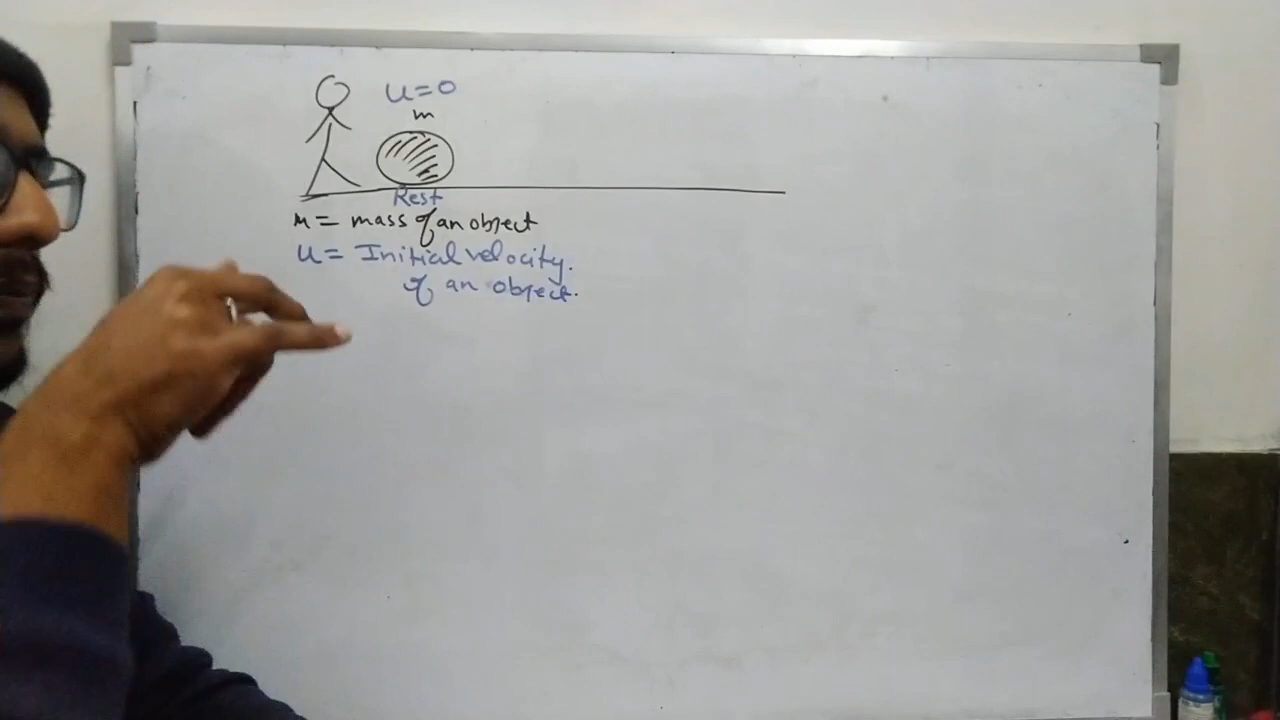 u=0
m
Rest
m = mass of an object
u = Initial velocity.
of an object.